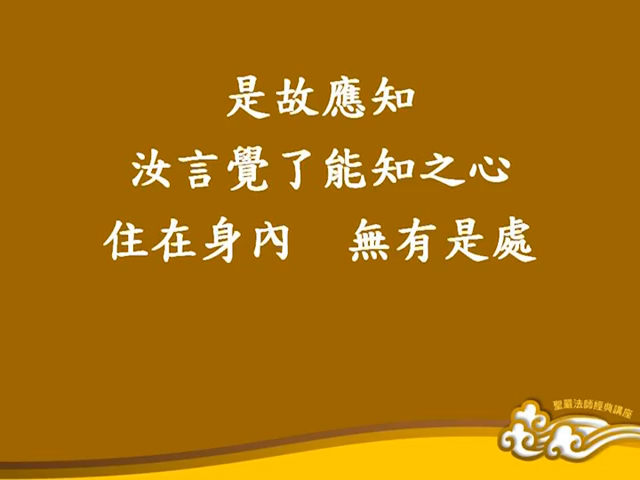 是故應知
汝言覺了能知之心
住在身內　無有是處
聖嚴法師經典講座